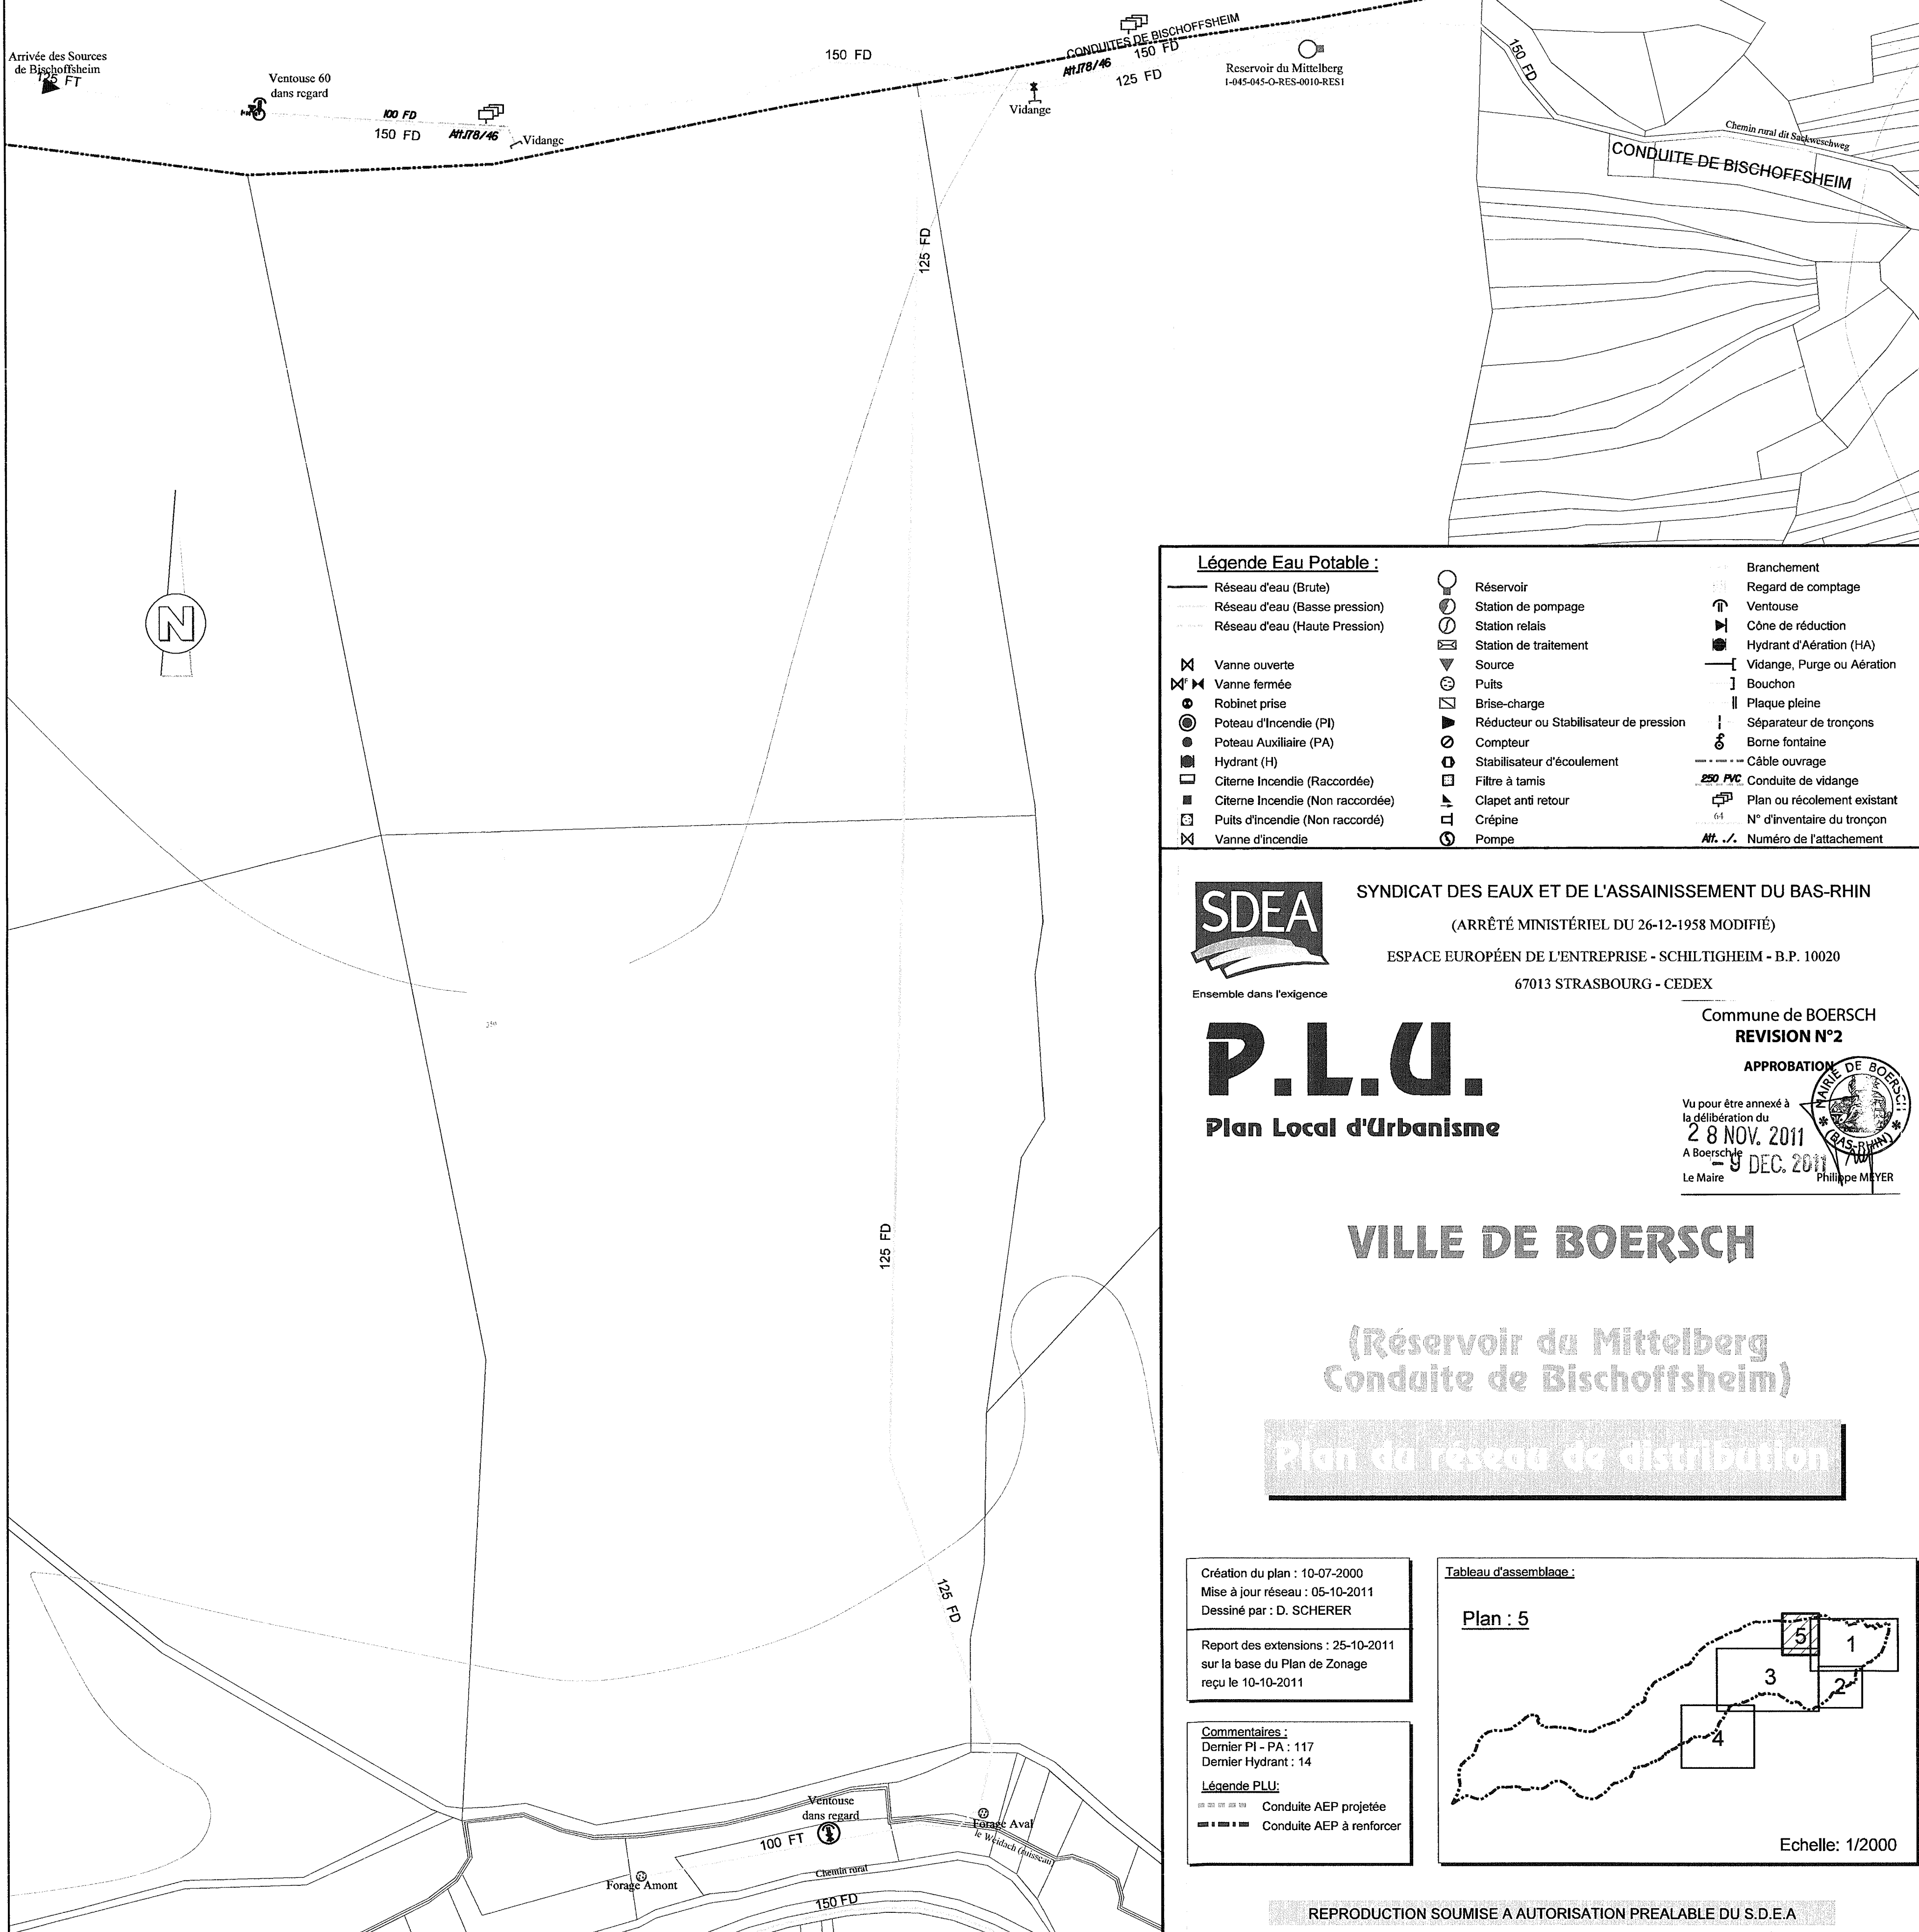 Arrivée des Sources
de Bischoffsheim
125 FT
Ventouse 60
dans regard
100 FD
150 FD
Att.178/46
Vidange
150 FD
CONDUITES DE BISCHOFFSHEIM
Att.178/46
150 FD
125 FD
Vidange
Reservoir du Mittelberg
1-045-045-O-RES-0010-RES1
150 FD
Chemin rural dit Sackweschweg
CONDUITE DE BISCHOFFSHEIM
125 FD
N
125 FD
125 FD
Ventouse
dans regard
100 FT
Forage Aval
le Weidach (ruisseau)
Forage Amont
Chemin rural
150 FD
Légende Eau Potable :
Réseau d'eau (Brute)
Réseau d'eau (Basse pression)
Réseau d'eau (Haute Pression)
Vanne ouverte
F Vanne fermée
Robinet prise
Poteau d'Incendie (PI)
Poteau Auxiliaire (PA)
Hydrant (H)
Citerne Incendie (Raccordée)
Citerne Incendie (Non raccordée)
Puits d'incendie (Non raccordé)
Vanne d'incendie
Réservoir
Station de pompage
Station relais
Station de traitement
Source
Puits
Brise-charge
Réducteur ou Stabilisateur de pression
Compteur
Stabilisateur d'écoulement
Filtre à tamis
Clapet anti retour
Crépine
Pompe
Branchement
Regard de comptage
Ventouse
Cône de réduction
Hydrant d'Aération (HA)
Vidange, Purge ou Aération
Bouchon
Plaque pleine
Séparateur de tronçons
Borne fontaine
Câble ouvrage
250 PVC Conduite de vidange
Plan ou récolement existant
64 N° d'inventaire du tronçon
Att. ./. Numéro de l'attachement
SDEA
Ensemble dans l'exigence
SYNDICAT DES EAUX ET DE L'ASSAINISSEMENT DU BAS-RHIN
(ARRÊTÉ MINISTÉRIEL DU 26-12-1958 MODIFIÉ)
ESPACE EUROPÉEN DE L'ENTREPRISE - SCHILTIGHEIM - B.P. 10020
67013 STRASBOURG - CEDEX
P.L.U.
Plan Local d'Urbanisme
Commune de BOERSCH
REVISION N°2
APPROBATION
Vu pour être annexé à
la délibération du
28 NOV. 2011
A Boersch le
- 9 DEC. 2011
Le Maire
Philippe MEYER
MAIRIE DE BOERSCH
* (BAS-RHIN) *
VILLE DE BOERSCH
(Réservoir du Mittelberg
Conduite de Bischoffsheim)
Plan du réseau de distribution
Création du plan : 10-07-2000
Mise à jour réseau : 05-10-2011
Dessiné par : D. SCHERER
Report des extensions : 25-10-2011
sur la base du Plan de Zonage
reçu le 10-10-2011
Commentaires :
Dernier PI - PA : 117
Dernier Hydrant : 14
Légende PLU:
Conduite AEP projetée
Conduite AEP à renforcer
Tableau d'assemblage :
Plan : 5
5
1
3
2
4
Echelle: 1/2000
REPRODUCTION SOUMISE A AUTORISATION PREALABLE DU S.D.E.A